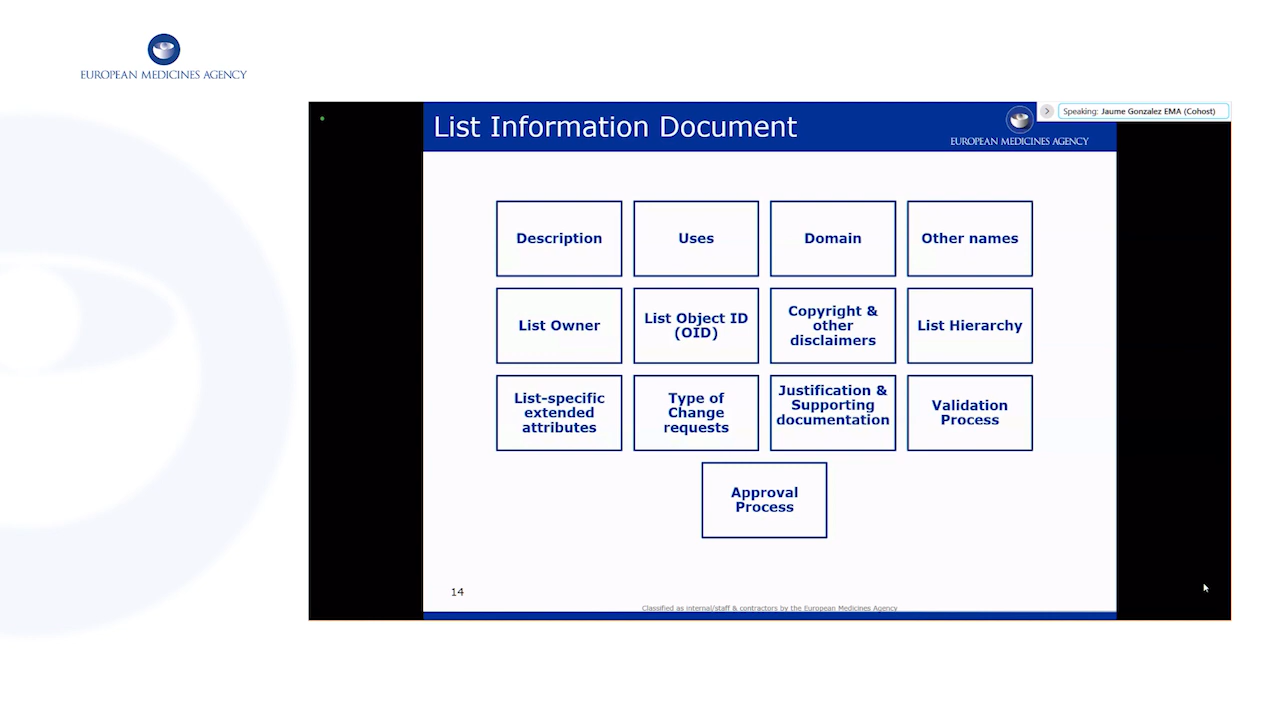 EUROPEAN MEDICINES AGENCY
List Information Document
Speaking: Jaume Gonzalez EMA (Cohost)
EUROPEAN MEDICINES AGENCY
Description
Uses
Domain
Other names
List Owner
List Object ID
(OID)
Copyright &
other
disclaimers
List Hierarchy
List-specific
extended
attributes
Type of
Change
requests
Justification &
Supporting
documentation
Validation
Process
Approval
Process
14
Classified as internal/staff & contractors by the European Medicines Agency